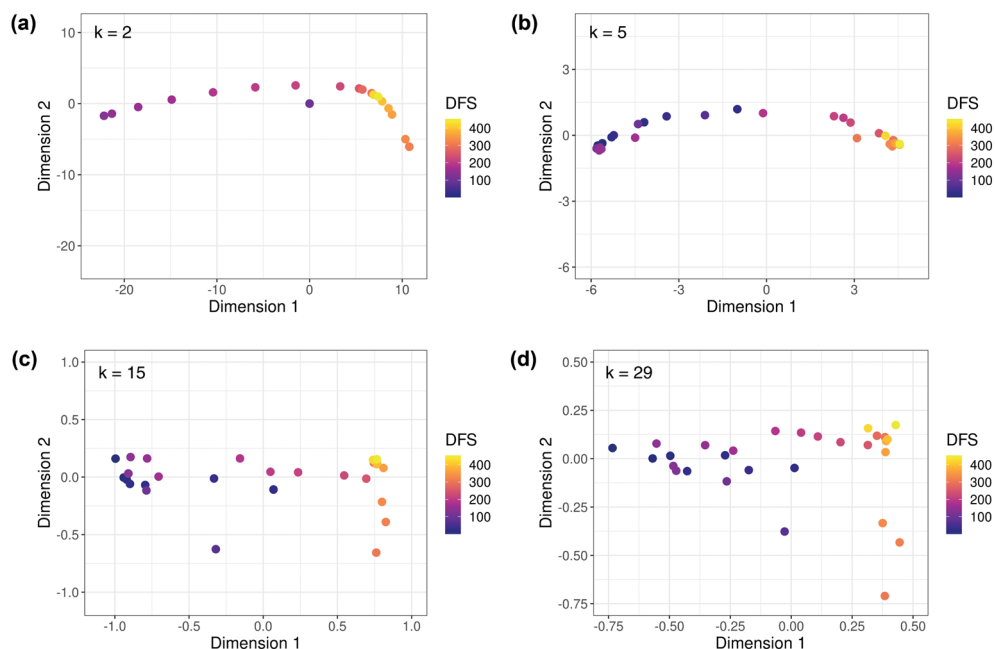 (a)
k = 2
10
0
-10
-20
Dimension 2
-20
-10
0
10
Dimension 1
DFS
400
300
200
100
(b)
k = 5
3
0
-3
-6
Dimension 2
-6
-3
0
3
Dimension 1
DFS
400
300
200
100
(c)
k = 15
1.0
0.5
0.0
-0.5
-1.0
Dimension 2
-1.0
-0.5
0.0
0.5
1.0
Dimension 1
DFS
400
300
200
100
(d)
k = 29
0.50
0.25
0.00
-0.25
-0.50
-0.75
Dimension 2
-0.75
-0.50
-0.25
0.00
0.25
0.50
Dimension 1
DFS
400
300
200
100